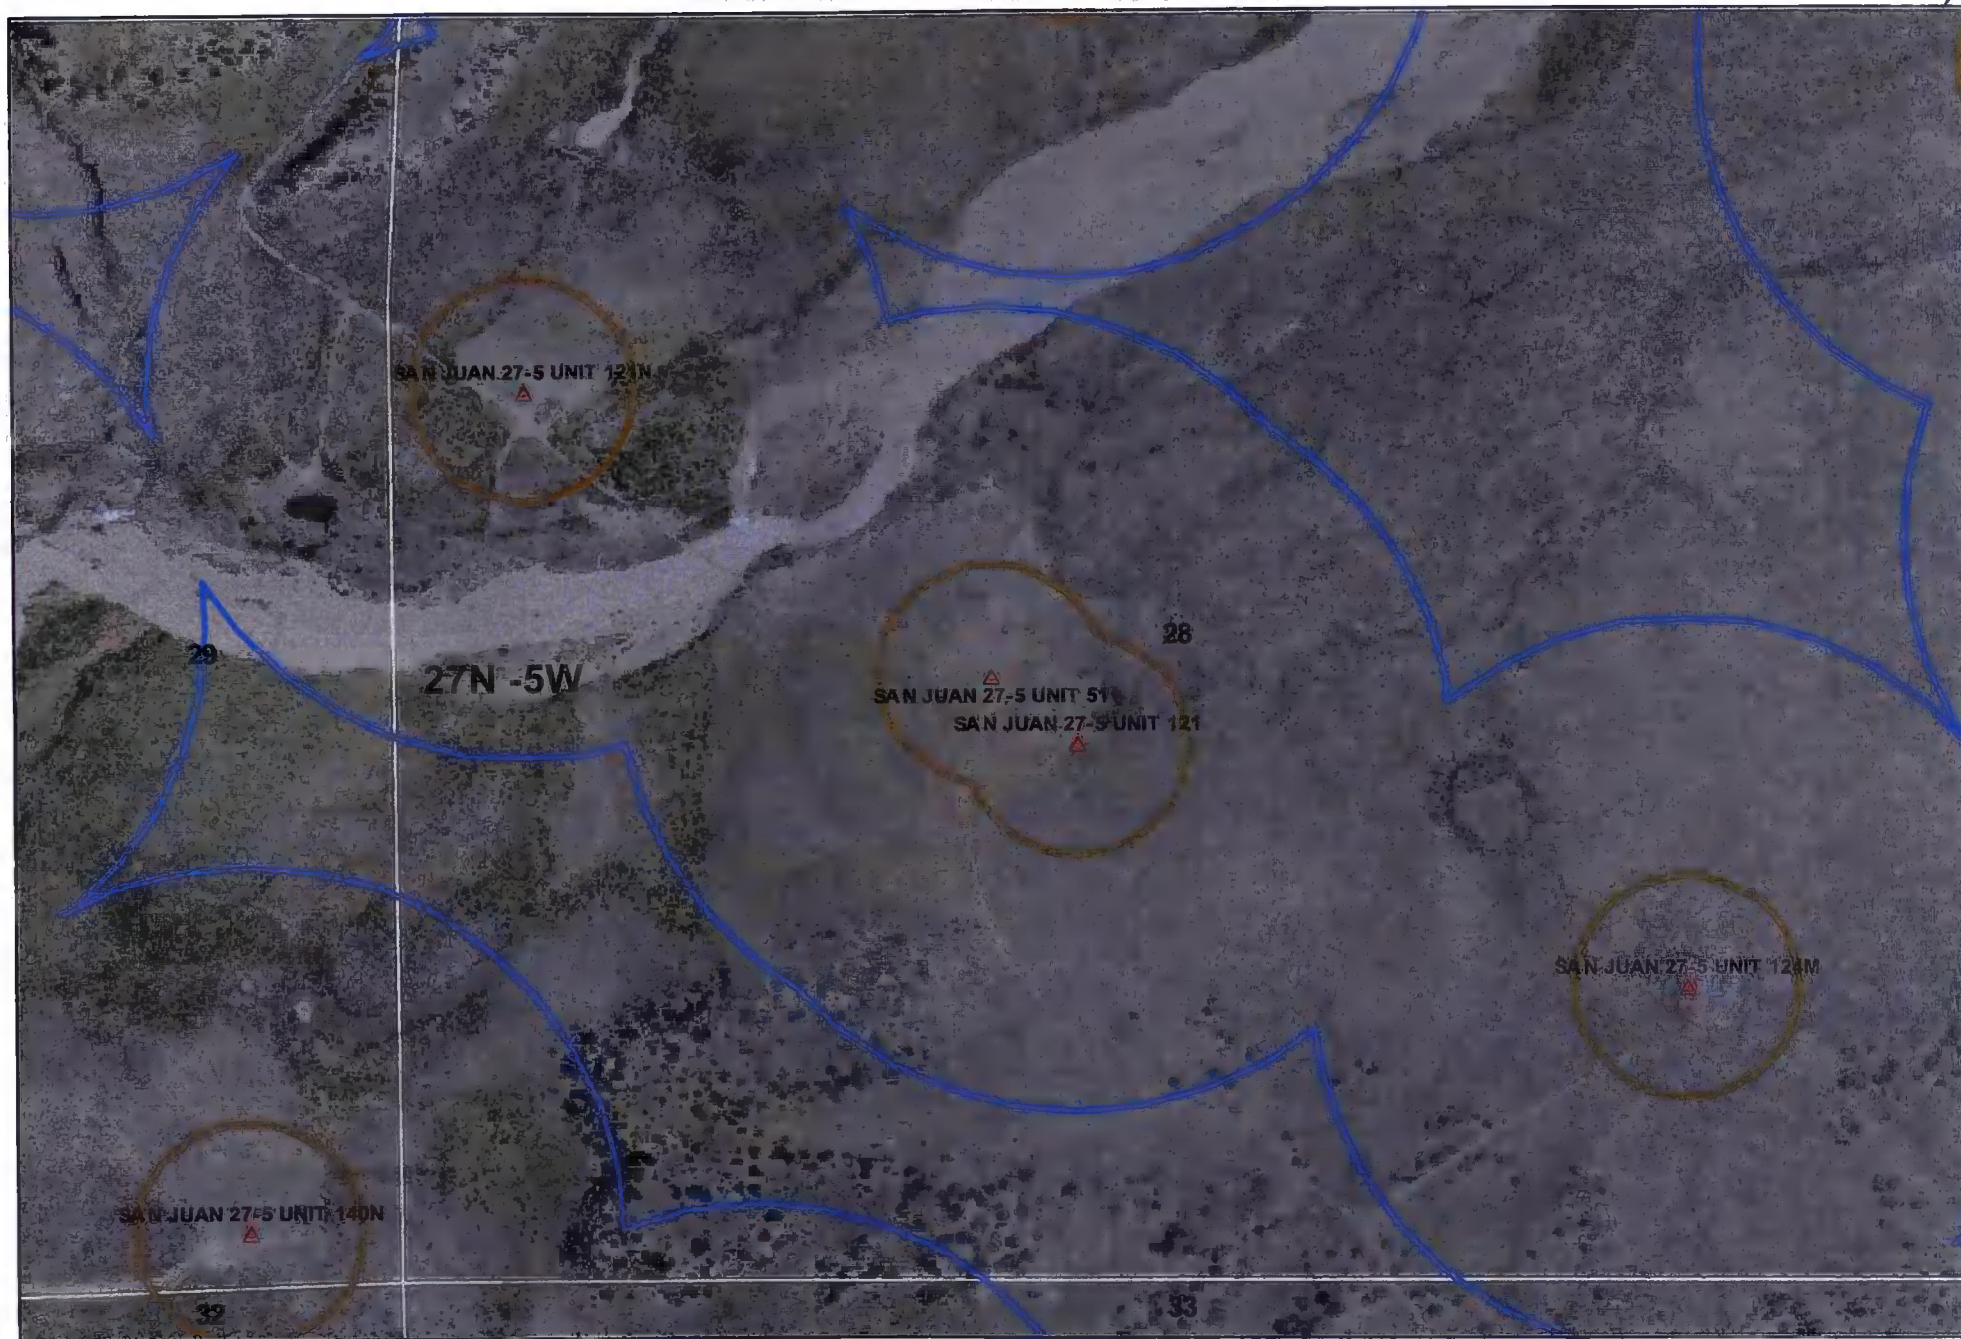 SAN JUAN 27-5 UNIT 121N
28
29
27N -5W
SAN JUAN 27-5 UNIT 51
SAN JUAN 27-5 UNIT 121
SAN JUAN 27-5 UNIT 124M
SAN JUAN 27-5 UNIT 140N
32
33